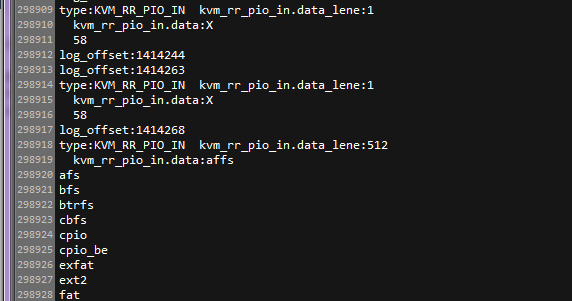 298909 type:KVM_RR_PIO_IN  kvm_rr_pio_in.data_lene:1
298910   kvm_rr_pio_in.data:X
298911   58
298912 log_offset:1414244
298913 log_offset:1414263
298914 type:KVM_RR_PIO_IN  kvm_rr_pio_in.data_lene:1
298915   kvm_rr_pio_in.data:X
298916   58
298917 log_offset:1414268
298918 type:KVM_RR_PIO_IN  kvm_rr_pio_in.data_lene:512
298919   kvm_rr_pio_in.data:affs
298920 afs
298921 bfs
298922 btrfs
298923 cbfs
298924 cpio
298925 cpio_be
298926 exfat
298927 ext2
298928 fat